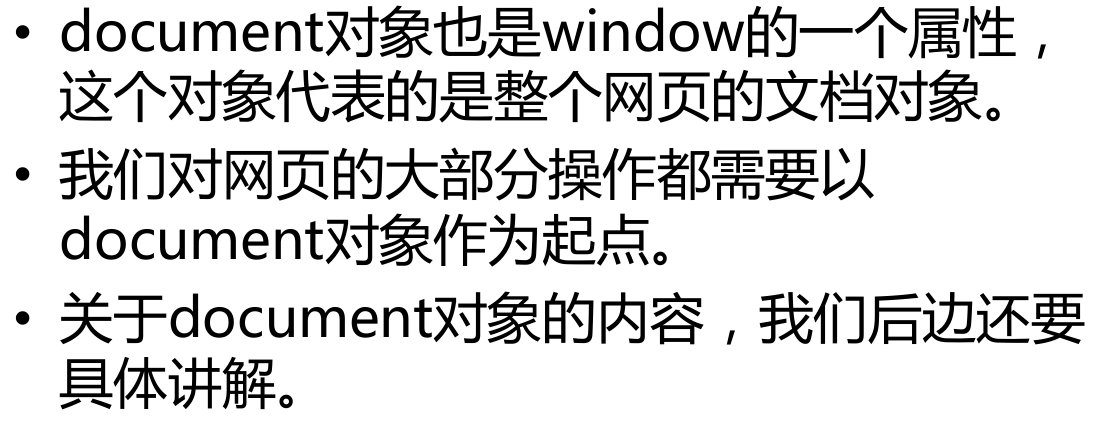 • document对象也是window的一个属性，
这个对象代表的是整个网页的文档对象。
• 我们对网页的大部分操作都需要以
document对象作为起点。
• 关于document对象的内容，我们后边还要
具体讲解。